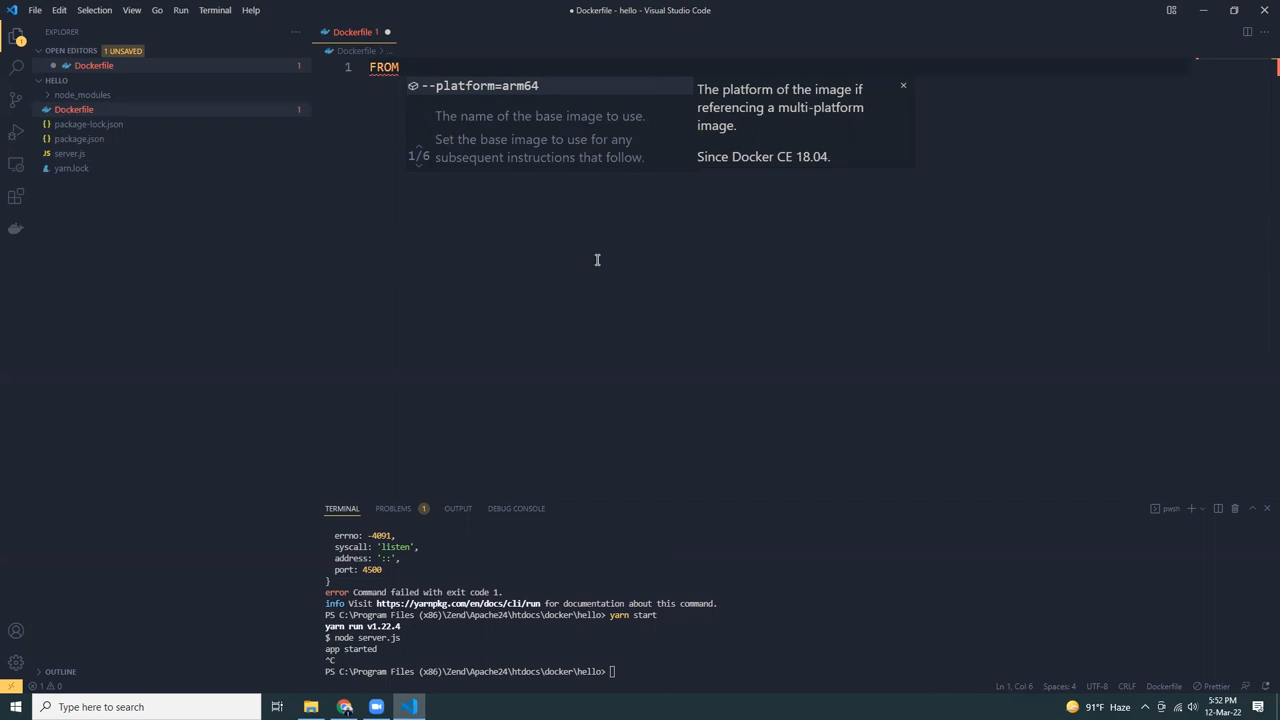 File Edit Selection View Go Run Terminal Help
● Dockerfile - hello - Visual Studio Code
EXPLORER ...
Dockerfile 1 ●
OPEN EDITORS 1 UNSAVED
Dockerfile > ...
● Dockerfile 1
1 FROM
HELLO
node_modules
Dockerfile 1
package-lock.json
package.json
server.js
yarn.lock
--platform=arm64
The name of the base image to use.
Set the base image to use for any
1/6 subsequent instructions that follow.
The platform of the image if
referencing a multi-platform
image.
Since Docker CE 18.04.
TERMINAL PROBLEMS 1 OUTPUT DEBUG CONSOLE
pwsh
errno: -4091,
syscall: 'listen',
address: '::',
port: 4500
}
error Command failed with exit code 1.
info Visit https://yarnpkg.com/en/docs/cli/run for documentation about this command.
PS C:\Program Files (x86)\Zend\Apache24\htdocs\docker\hello> yarn start
yarn run v1.22.4
$ node server.js
app started
^C
PS C:\Program Files (x86)\Zend\Apache24\htdocs\docker\hello>
OUTLINE
1 0
Ln 1, Col 6 Spaces: 4 UTF-8 CRLF Dockerfile Prettier
Type here to search
91°F Haze
5:52 PM
12-Mar-22